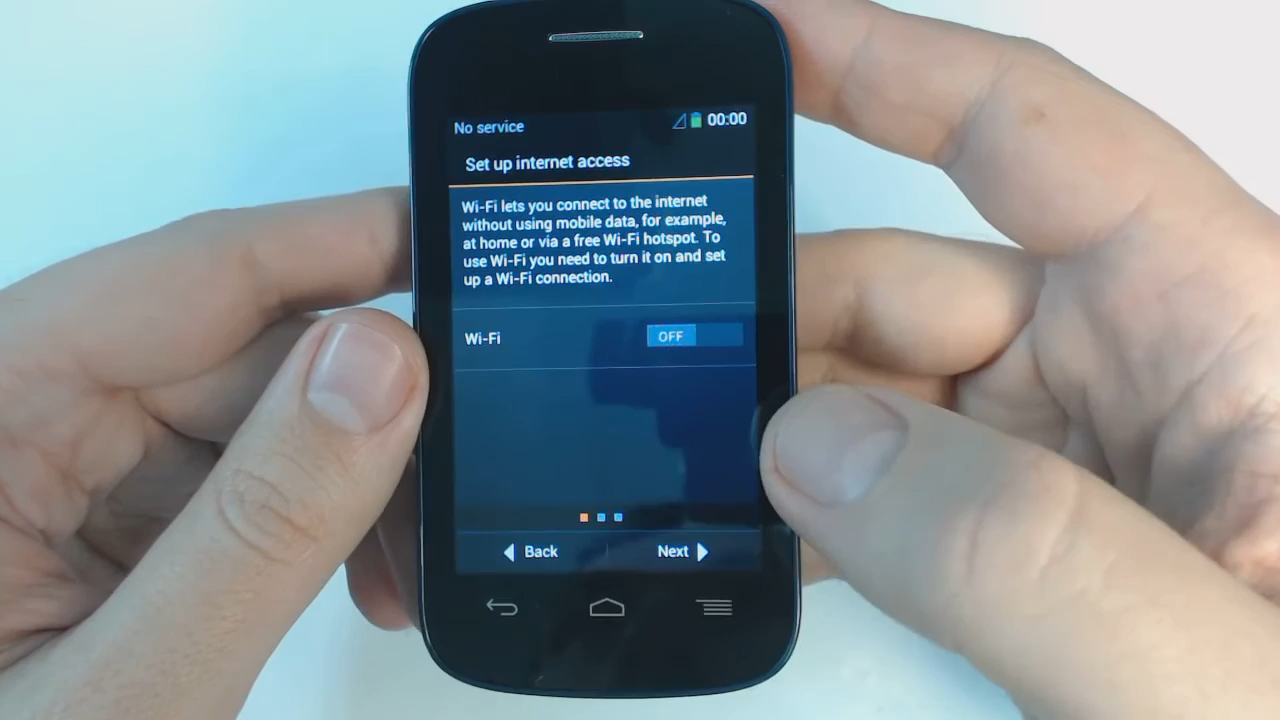 No service 00:00
Set up internet access
Wi-Fi lets you connect to the internet
without using mobile data, for example,
at home or via a free Wi-Fi hotspot. To
use Wi-Fi you need to turn it on and set
up a Wi-Fi connection.
Wi-Fi OFF
Back Next